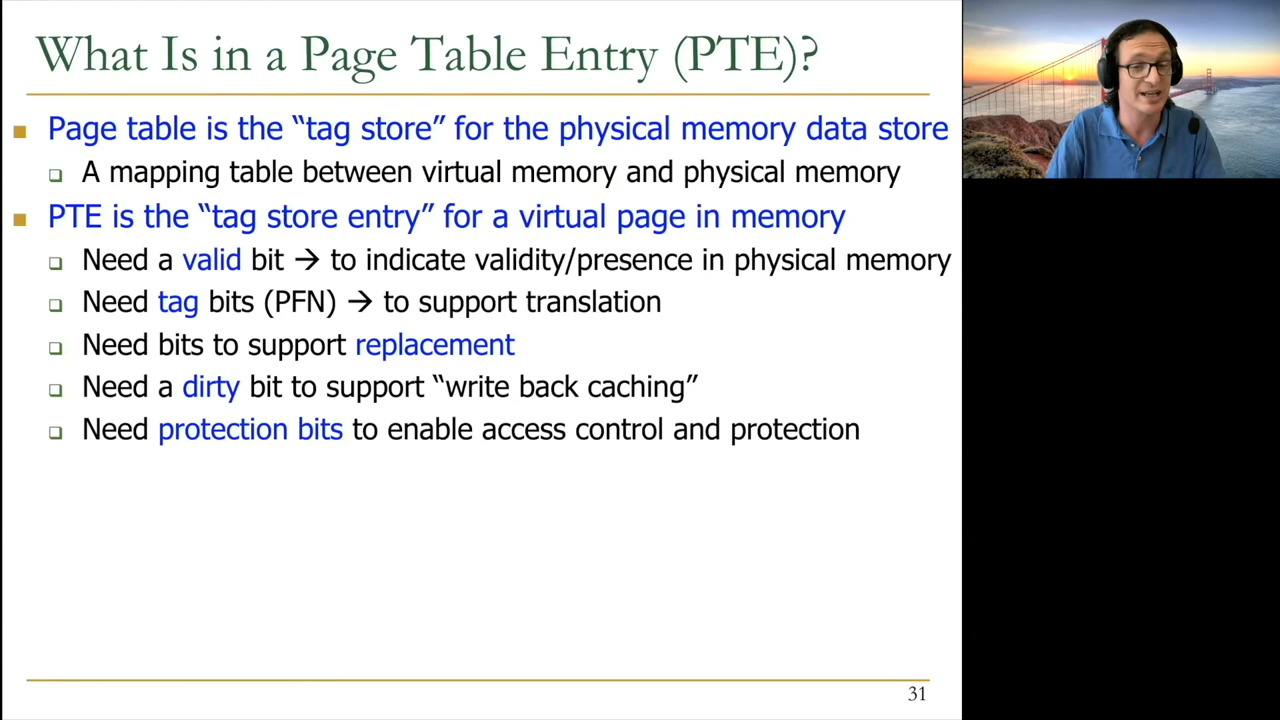 What Is in a Page Table Entry (PTE)?
Page table is the “tag store” for the physical memory data store
A mapping table between virtual memory and physical memory
PTE is the “tag store entry” for a virtual page in memory
Need a valid bit → to indicate validity/presence in physical memory
Need tag bits (PFN) → to support translation
Need bits to support replacement
Need a dirty bit to support “write back caching”
Need protection bits to enable access control and protection
31